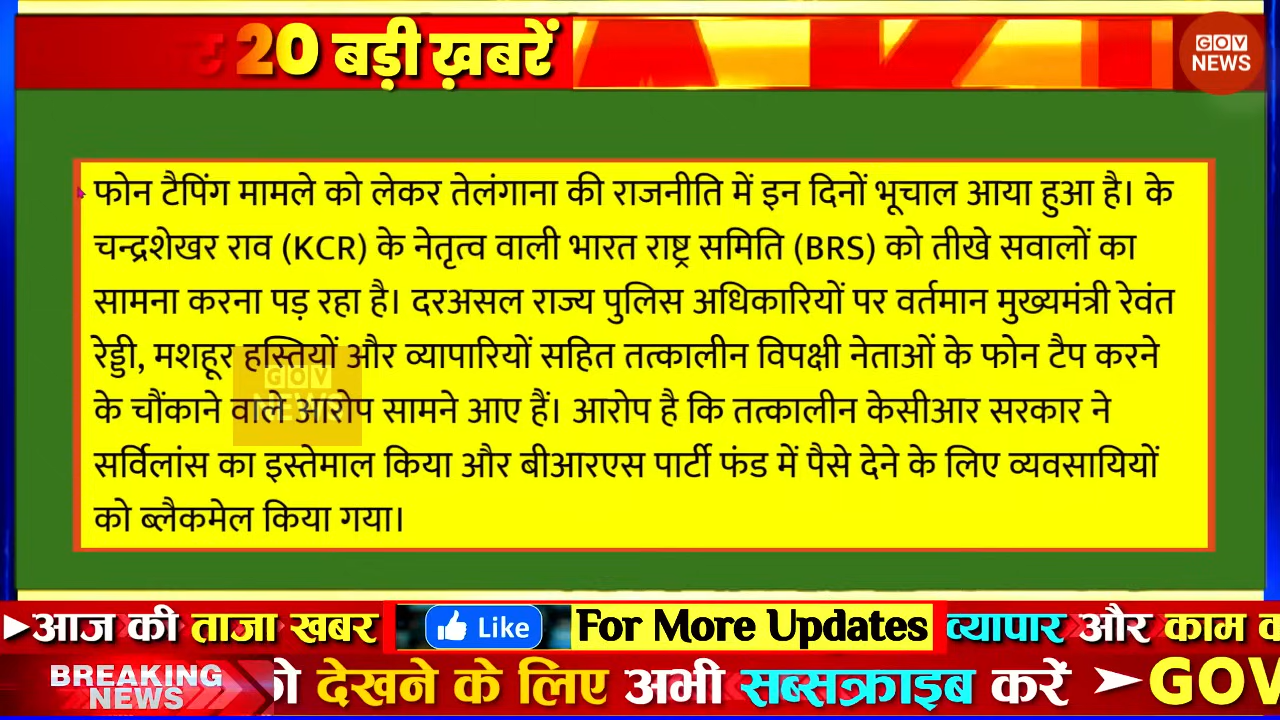 20 बड़ी ख़बरें
GOV
NEWS
फोन टैपिंग मामले को लेकर तेलंगाना की राजनीति में इन दिनों भूचाल आया हुआ है। के
चन्द्रशेखर राव (KCR) के नेतृत्व वाली भारत राष्ट्र समिति (BRS) को तीखे सवालों का
सामना करना पड़ रहा है। दरअसल राज्य पुलिस अधिकारियों पर वर्तमान मुख्यमंत्री रेवंत
रेड्डी, मशहूर हस्तियों और व्यापारियों सहित तत्कालीन विपक्षी नेताओं के फोन टैप करने
के चौंकाने वाले आरोप सामने आए हैं। आरोप है कि तत्कालीन केसीआर सरकार ने
सर्विलांस का इस्तेमाल किया और बीआरएस पार्टी फंड में पैसे देने के लिए व्यवसायियों
को ब्लैकमेल किया गया।
GOV
NEWS
आज की ताजा खबर Like For More Updates व्यापार और काम
BREAKING
NEWS
देखने के लिए अभी सब्सक्राइब करें GOV